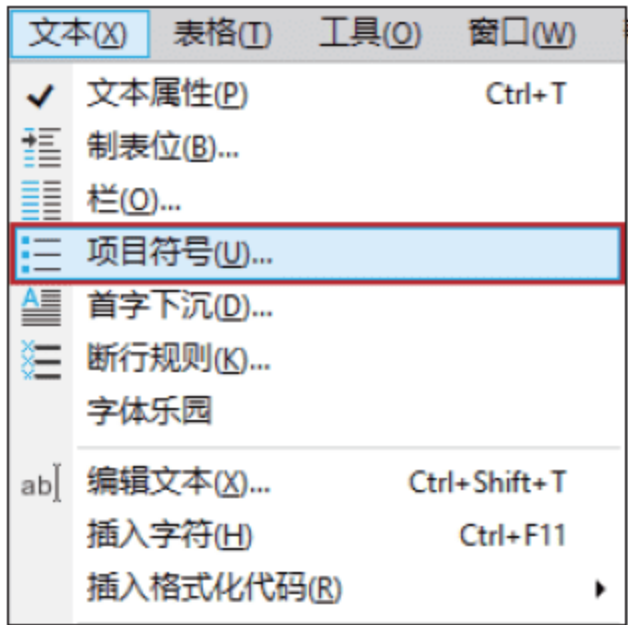 文本(X) 表格(T) 工具(O) 窗口(W)
文本属性(P) Ctrl+T
制表位(B)...
栏(O)...
项目符号(U)...
首字下沉(D)...
断行规则(K)...
字体乐园
ab 编辑文本(X)... Ctrl+Shift+T
插入字符(H) Ctrl+F11
插入格式化代码(R)